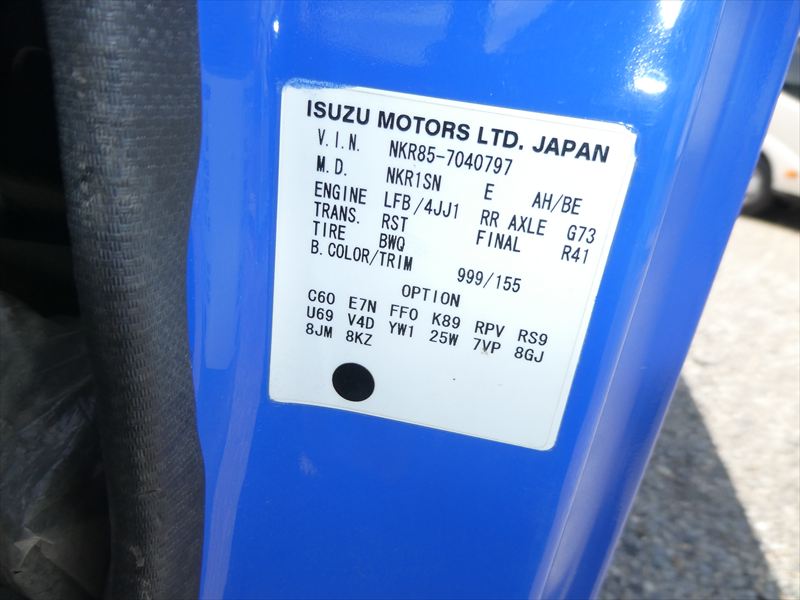 ISUZU MOTORS LTD. JAPAN
V.I.N. NKR85-7040797
M.D. NKR1SN E AH/BE
ENGINE LFB/4JJ1 RR AXLE G73
TRANS. RST FINAL R41
TIRE BWQ
B.COLOR/TRIM 999/155
OPTION
C60 E7N FF0 K89 RPV RS9
U69 V4D YW1 25W 7VP 8GJ
8JM 8KZ